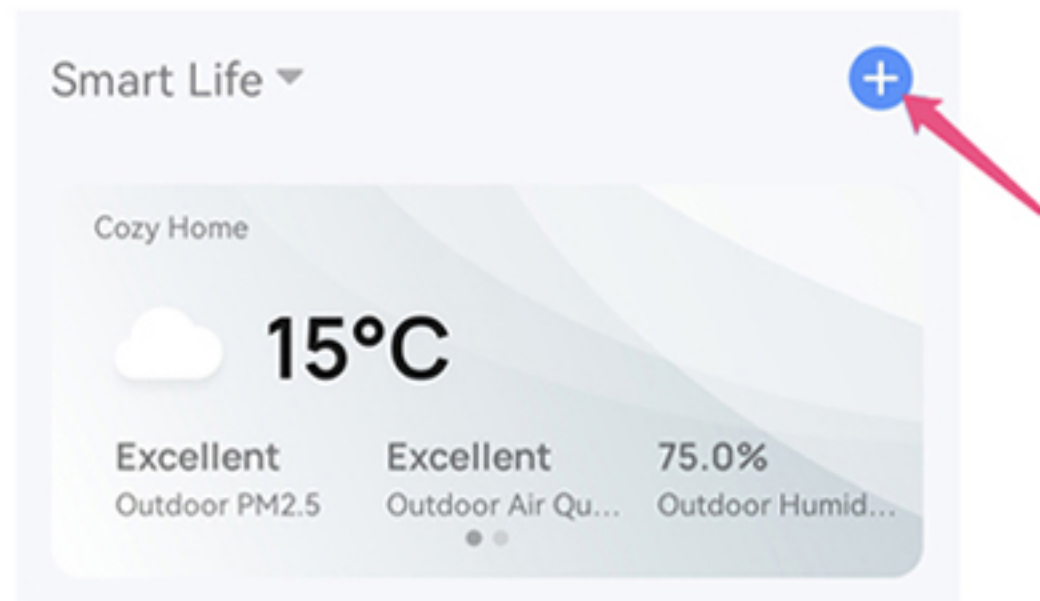 Smart Life
Cozy Home
15°C
Excellent Excellent 75.0%
Outdoor PM2.5 Outdoor Air Qu... Outdoor Humid...